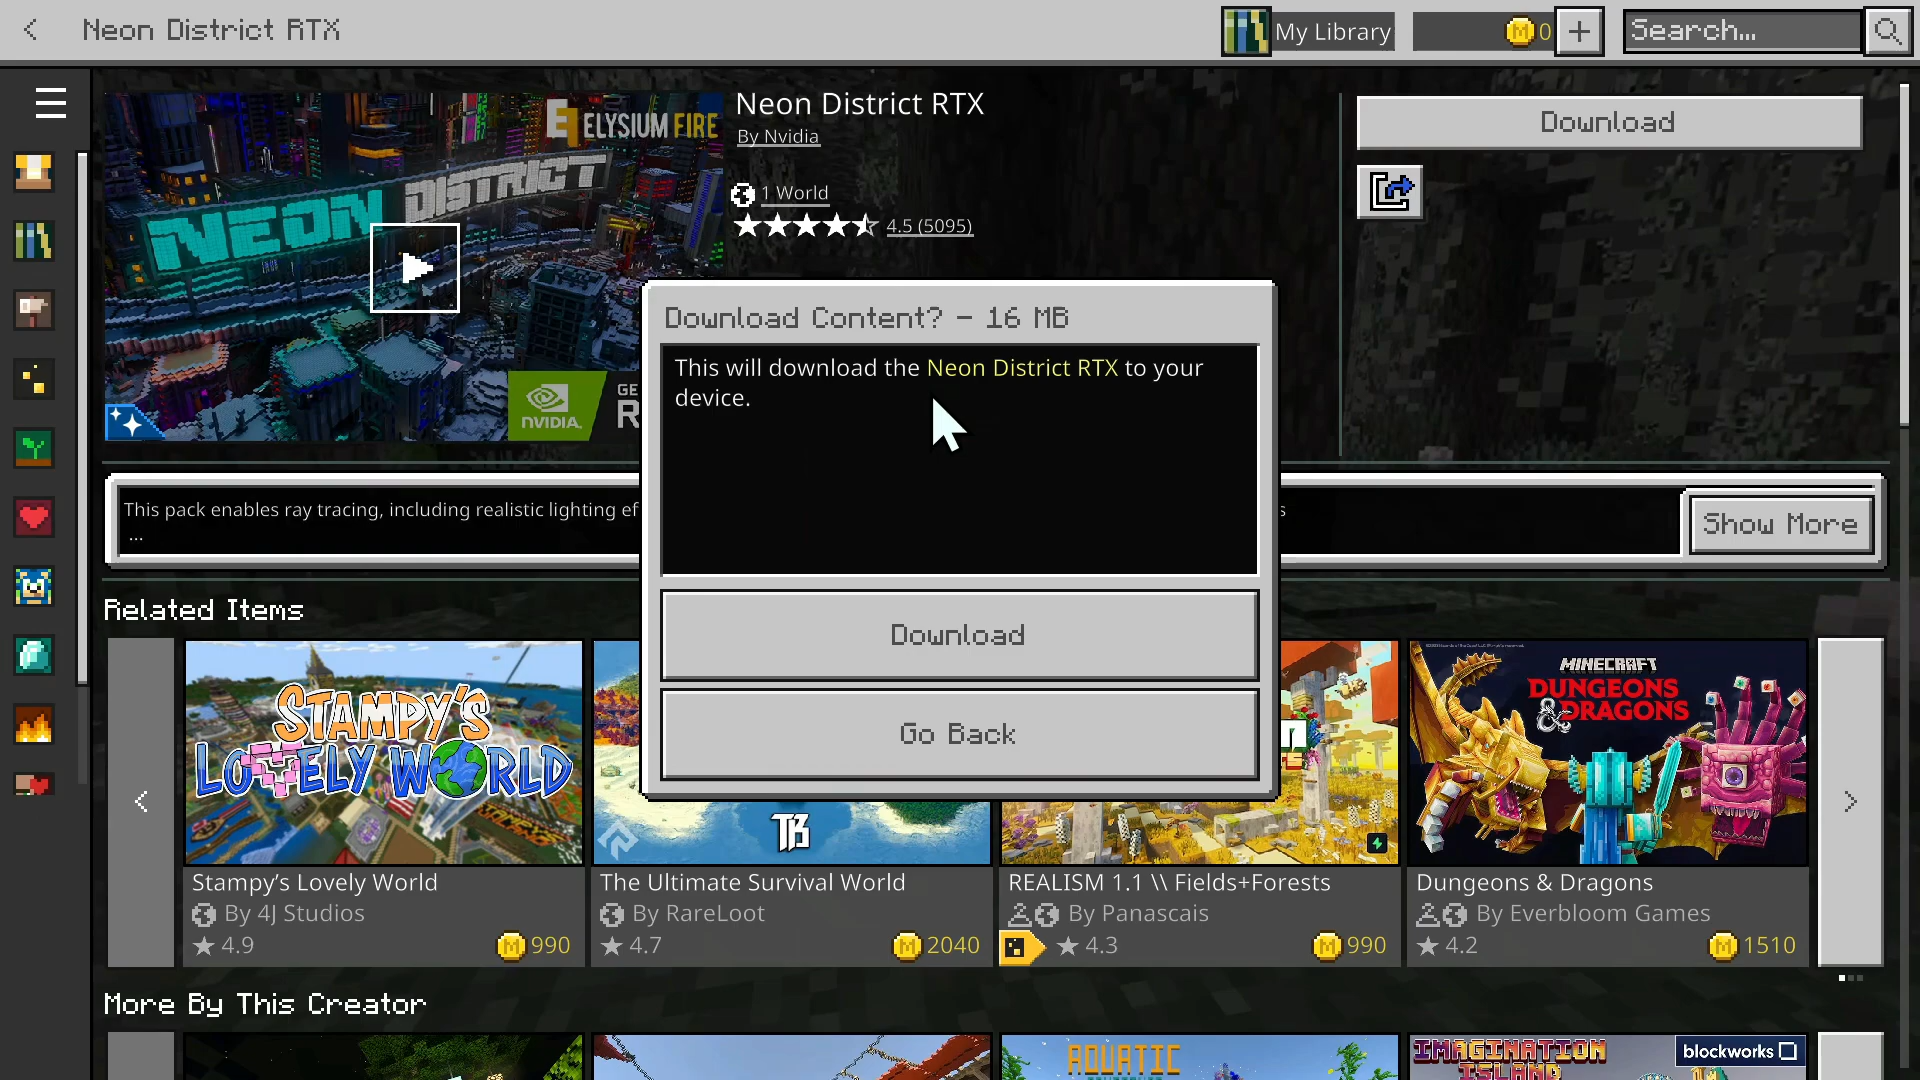 Neon District RTX
My Library
0
Search...
ELYSIUM FIRE
NEON DISTRICT
NVIDIA.
Neon District RTX
By Nvidia
1 World
4.5 (5095)
Download
Download Content? - 16 MB
This will download the Neon District RTX to your
device.
Download
Go Back
This pack enables ray tracing, including realistic lighting ef
s
...
Show More
Related Items
STAMPY'S
LOVELY WORLD
TB
MINECRAFT
DUNGEONS
& DRAGONS
Stampy's Lovely World
By 4J Studios
4.9
990
The Ultimate Survival World
By RareLoot
4.7
2040
REALISM 1.1 \\ Fields+Forests
By Panascais
4.3
990
Dungeons & Dragons
By Everbloom Games
4.2
1510
More By This Creator
AQUATIC
IMAGINATION
ISLAND
blockworks